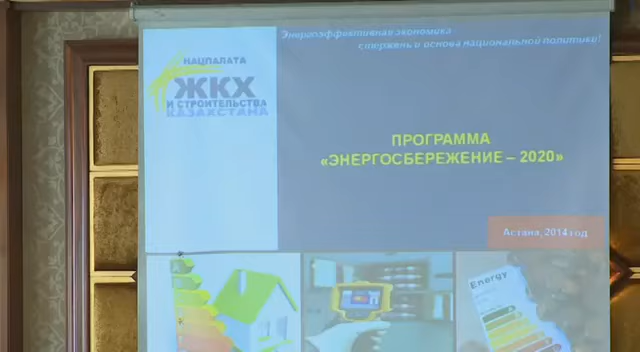 Энергоэффективная экономика
стержень и основа национальной политики!
НАЦПАЛАТА
ЖКХ
И СТРОИТЕЛЬСТВА
КАЗАХСТАНА
ПРОГРАММА
«ЭНЕРГОСБЕРЕЖЕНИЕ – 2020»
Астана, 2014 год
Energy